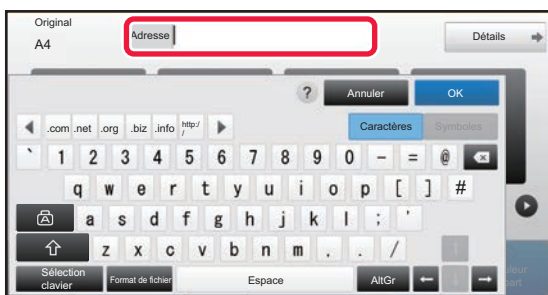 Original
A4
Adresse
Détails
?
Annuler
OK
.com .net .org .biz .info http:/
/
Caractères
Symboles
` 1 2 3 4 5 6 7 8 9 0 - = @
q w e r t y u i o p [ ] #
a s d f g h j k l ; '
z x c v b n m . . /
Sélection
clavier
Format de fichier
Espace
AltGr